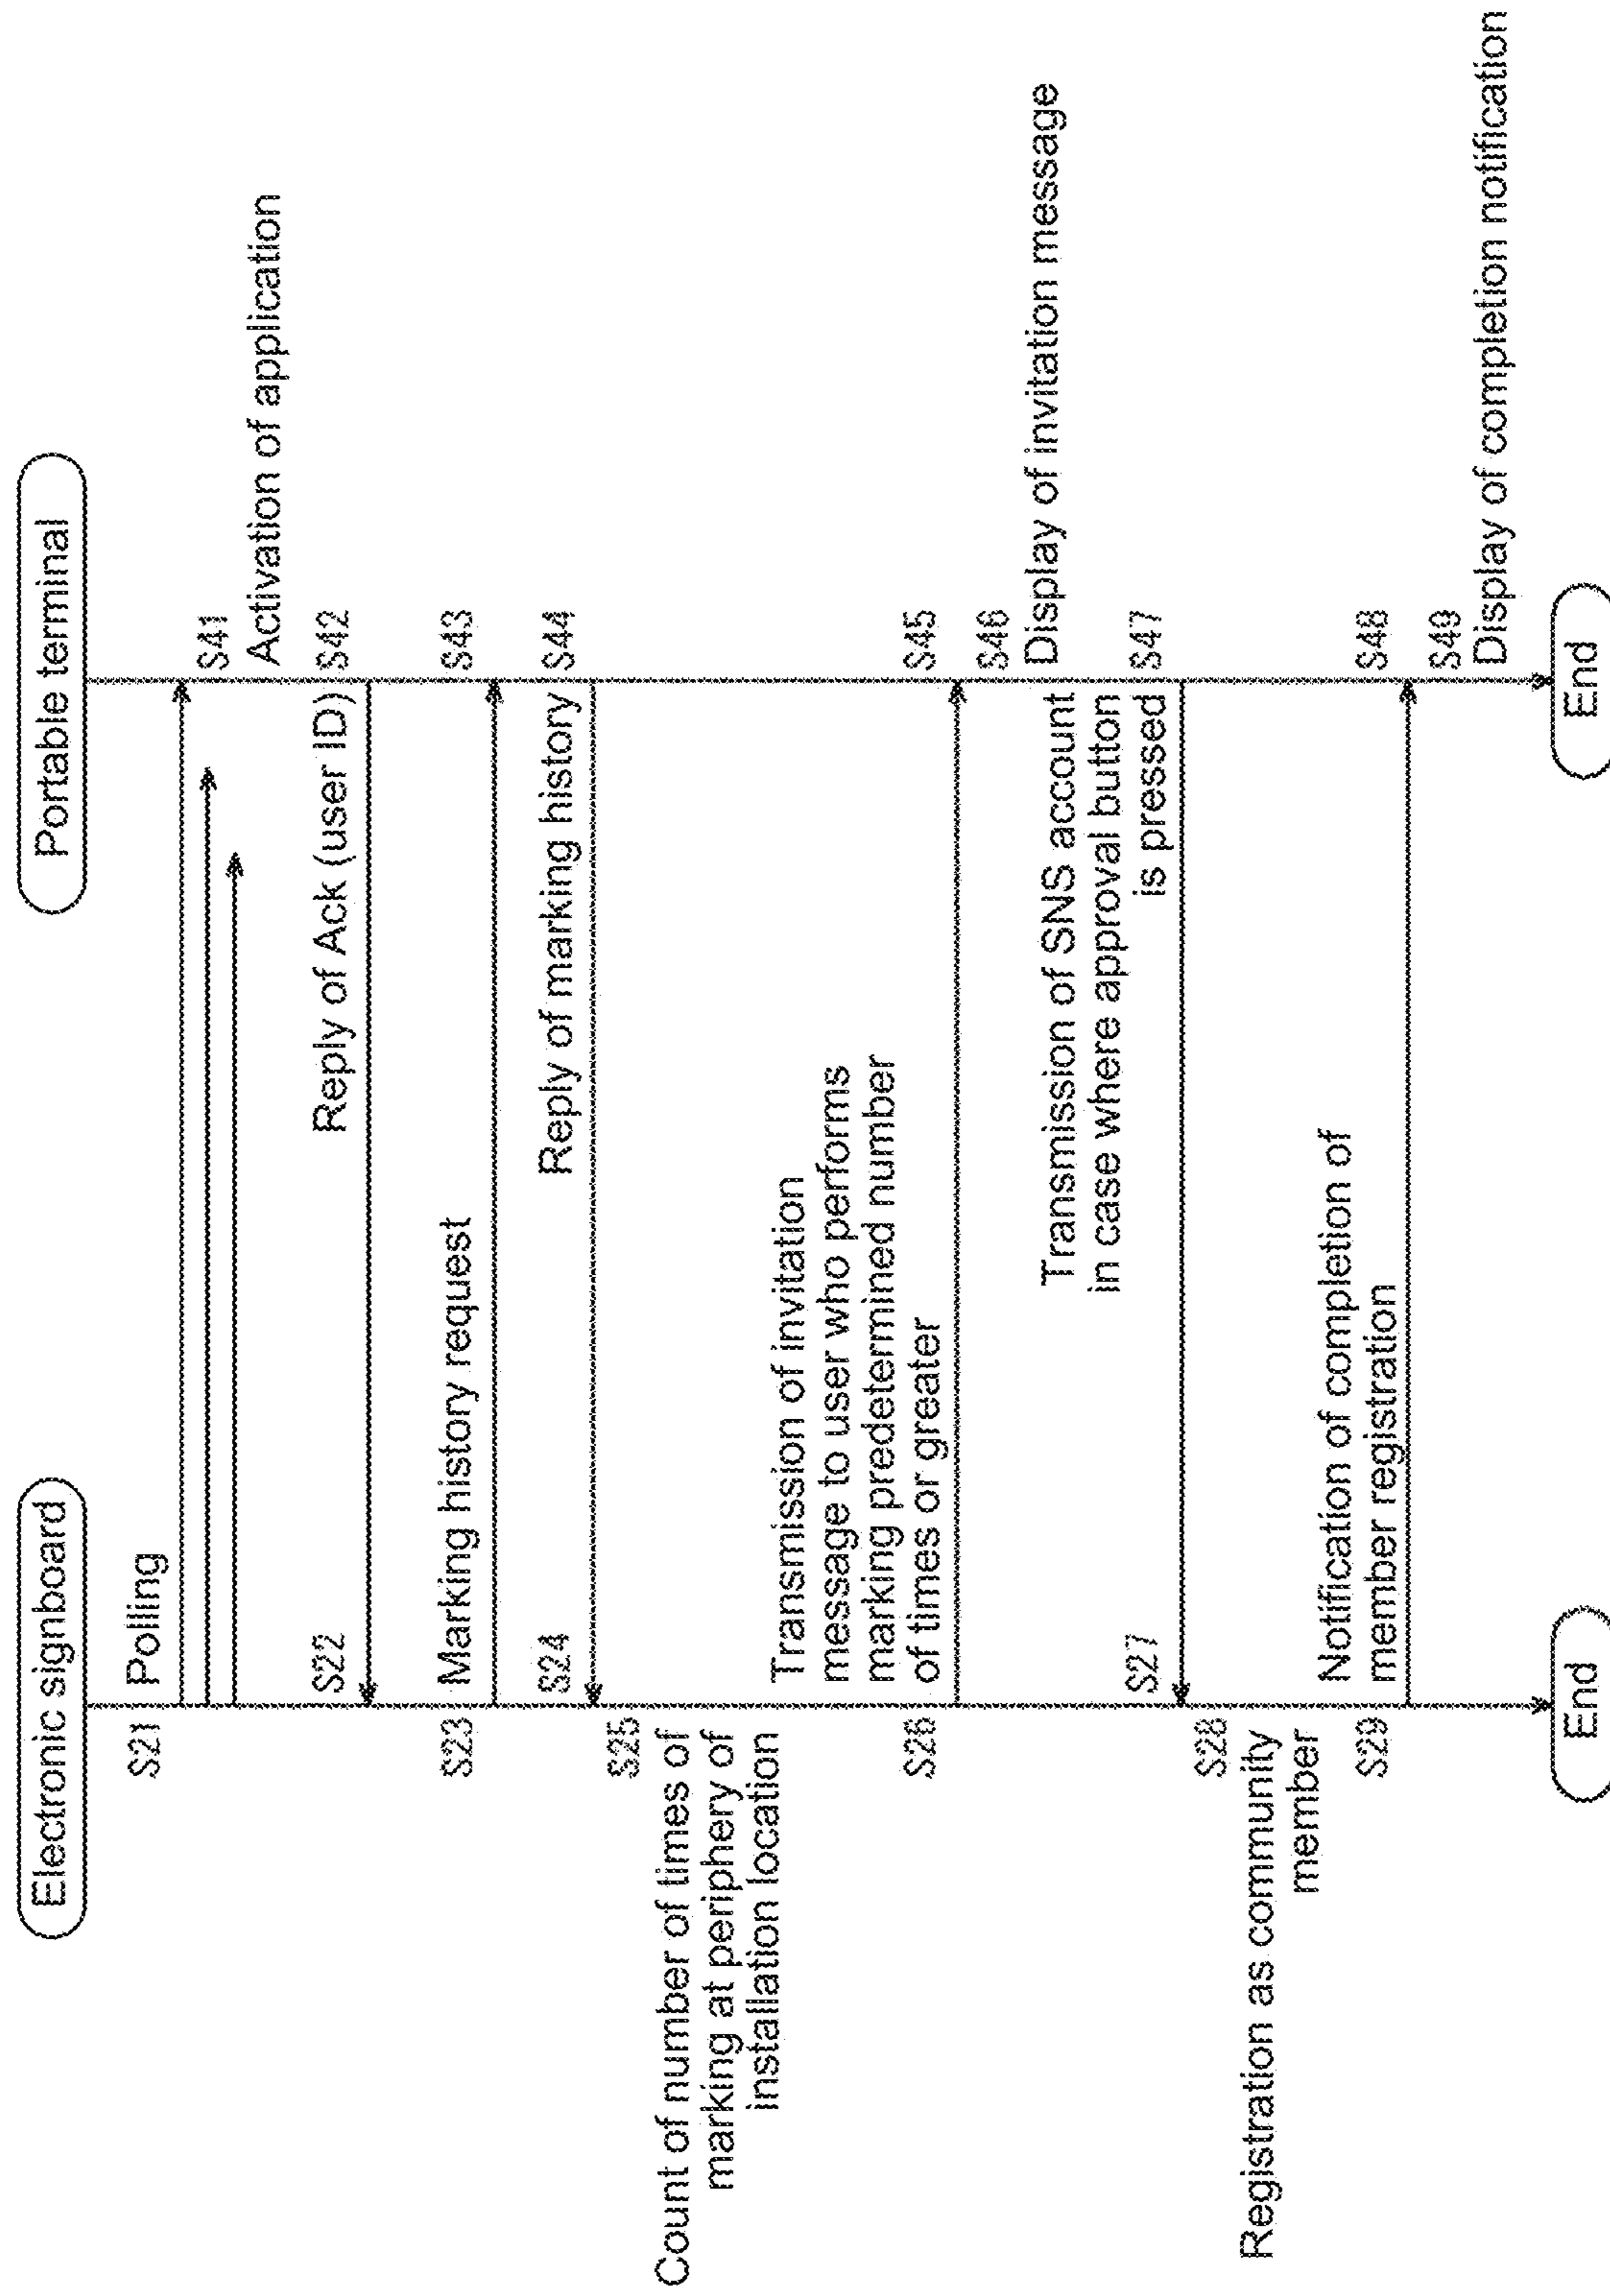 Electronic signboard
Portable terminal
S21
Polling
S41
Activation of application
S22
Reply of Ack (user ID)
S42
S23
Marking history request
S43
S24
Reply of marking history
S44
S25
Count of number of times of
marking at periphery of
installation location
Transmission of invitation
message to user who performs
marking predetermined number
of times or greater
S26
S45
S46
Display of invitation message
Transmission of SNS account
in case where approval button
is pressed
S27
S47
S28
Registration as community
member
S29
Notification of completion of
member registration
S48
S49
Display of completion notification
End
End